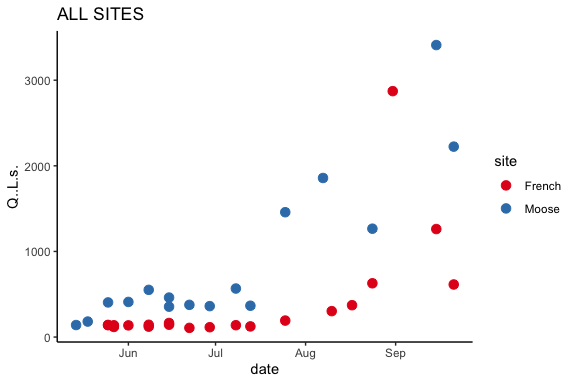 ALL SITES
3000
2000
1000
0
Q..L.s.
Jun Jul Aug Sep
date
site
French
Moose